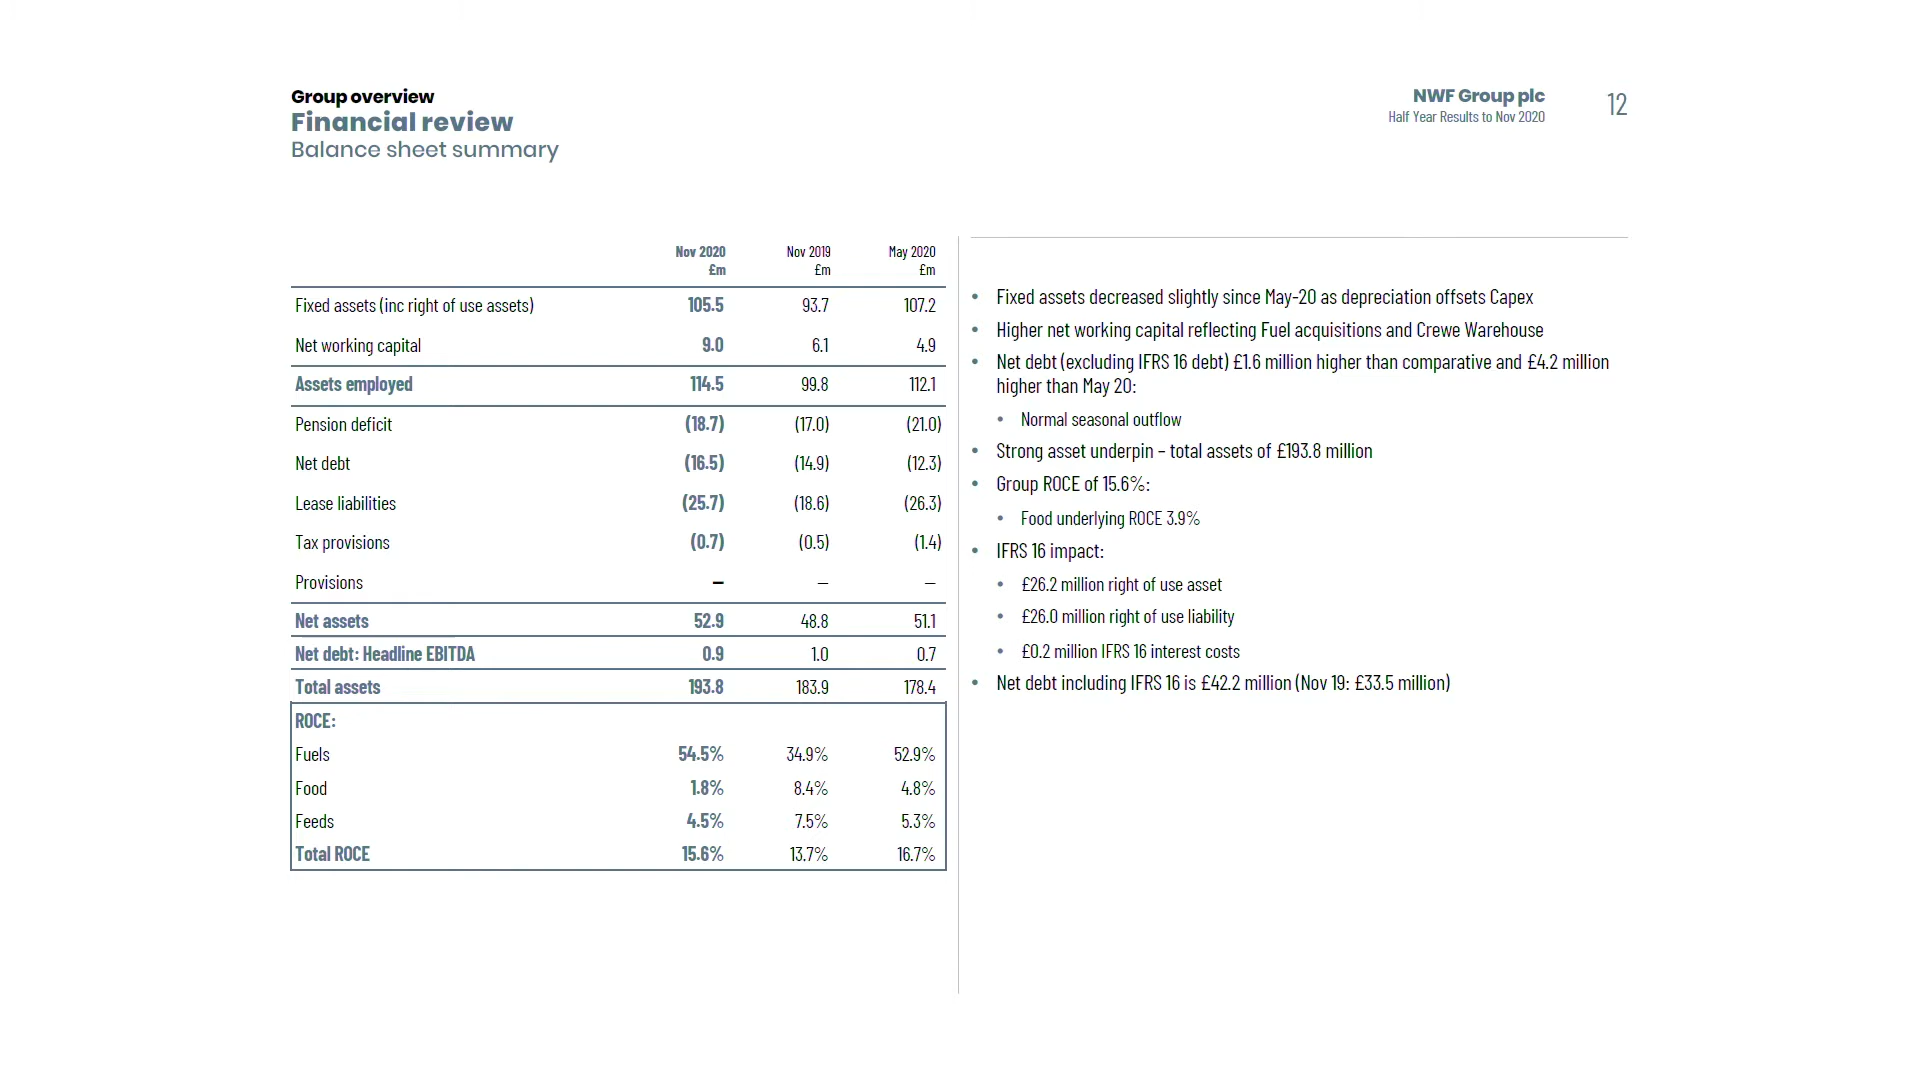 Group overview
Financial review
Balance sheet summary
NWF Group plc
Half Year Results to Nov 2020
12
Nov 2020 Nov 2019 May 2020
£m £m £m
Fixed assets (inc right of use assets) 105.5 93.7 107.2
Net working capital 9.0 6.1 4.9
Assets employed 114.5 99.8 112.1
Pension deficit (18.7) (17.0) (21.0)
Net debt (16.5) (14.9) (12.3)
Lease liabilities (25.7) (18.6) (26.3)
Tax provisions (0.7) (0.5) (1.4)
Provisions – – –
Net assets 52.9 48.8 51.1
Net debt: Headline EBITDA 0.9 1.0 0.7
Total assets 193.8 183.9 178.4
ROCE:
Fuels 54.5% 34.9% 52.9%
Food 1.8% 8.4% 4.8%
Feeds 4.5% 7.5% 5.3%
Total ROCE 15.6% 13.7% 16.7%
• Fixed assets decreased slightly since May-20 as depreciation offsets Capex
• Higher net working capital reflecting Fuel acquisitions and Crewe Warehouse
• Net debt (excluding IFRS 16 debt) £1.6 million higher than comparative and £4.2 million
higher than May 20:
• Normal seasonal outflow
• Strong asset underpin – total assets of £193.8 million
• Group ROCE of 15.6%:
• Food underlying ROCE 3.9%
• IFRS 16 impact:
• £26.2 million right of use asset
• £26.0 million right of use liability
• £0.2 million IFRS 16 interest costs
• Net debt including IFRS 16 is £42.2 million (Nov 19: £33.5 million)